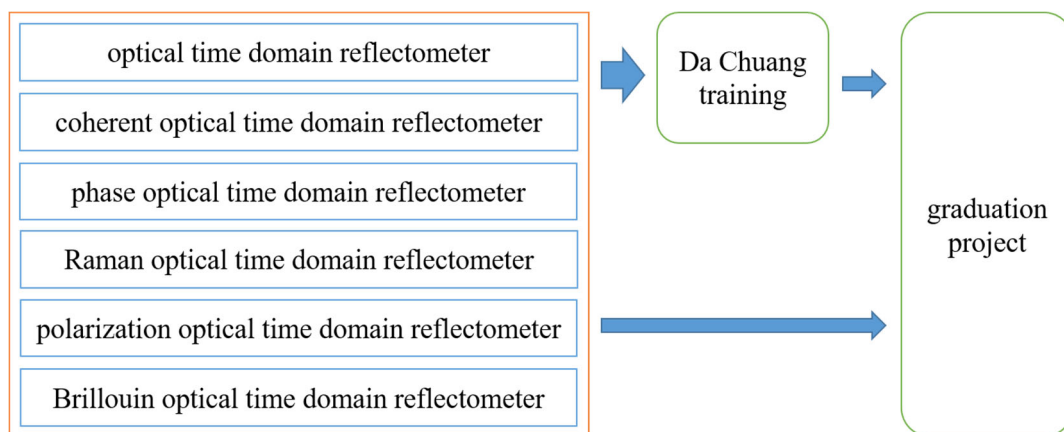 optical time domain reflectometer
coherent optical time domain reflectometer
phase optical time domain reflectometer
Raman optical time domain reflectometer
polarization optical time domain reflectometer
Brillouin optical time domain reflectometer
Da Chuang
training
graduation
project